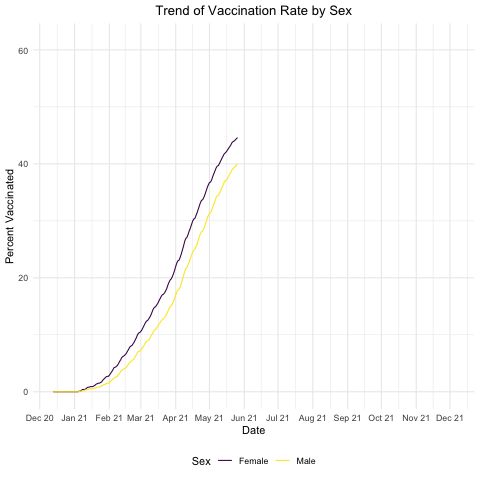 Trend of Vaccination Rate by Sex
Percent Vaccinated
60
40
20
0
Dec 20 Jan 21 Feb 21 Mar 21 Apr 21 May 21 Jun 21 Jul 21 Aug 21 Sep 21 Oct 21 Nov 21 Dec 21
Date
Sex Female Male